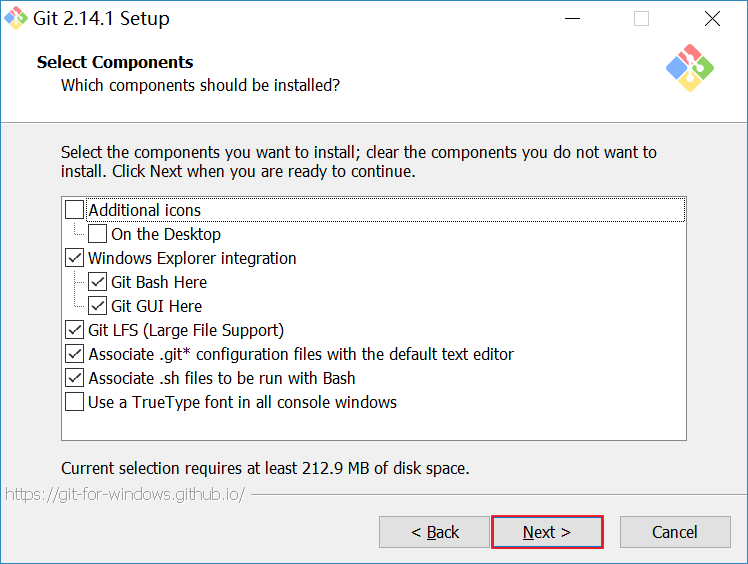 Git 2.14.1 Setup
Select Components
Which components should be installed?
Select the components you want to install; clear the components you do not want to
install. Click Next when you are ready to continue.
Additional icons
On the Desktop
Windows Explorer integration
Git Bash Here
Git GUI Here
Git LFS (Large File Support)
Associate .git* configuration files with the default text editor
Associate .sh files to be run with Bash
Use a TrueType font in all console windows
Current selection requires at least 212.9 MB of disk space.
https://git-for-windows.github.io/
< Back Next > Cancel